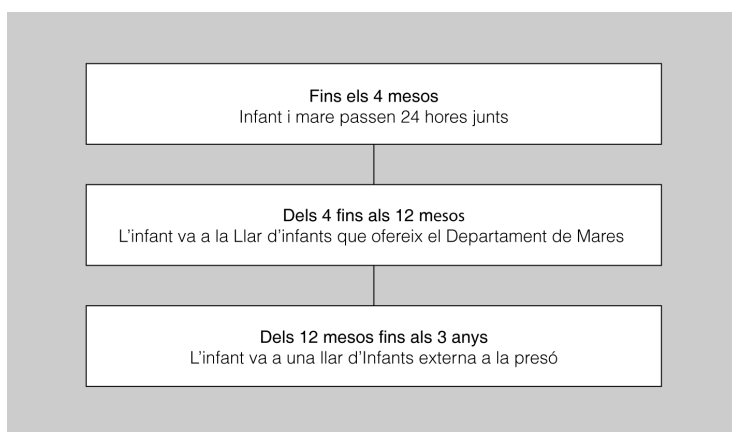 Fins els 4 mesos
Infant i mare passen 24 hores junts
Dels 4 fins als 12 mesos
L'infant va a la Llar d'infants que ofereix el Departament de Mares
Dels 12 mesos fins als 3 anys
L'infant va a una llar d'Infants externa a la presó